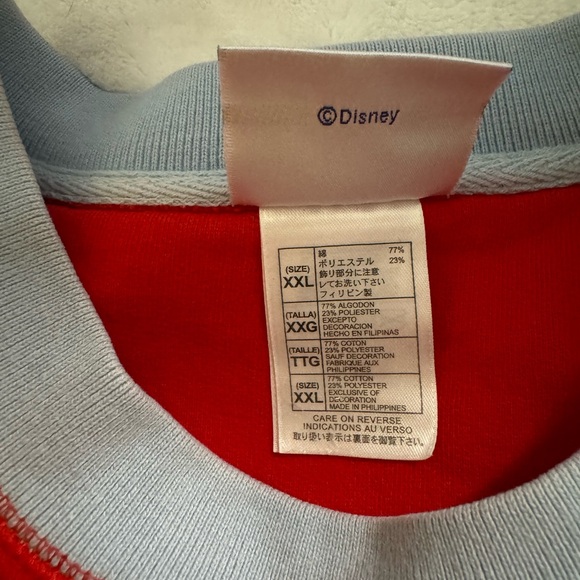 ©Disney
(SIZE)
XXL
綿 77%
ポリエステル 23%
飾り部分に注意
レてお洗い下さい
フィリピン製
(TALLA)
XXG
77% ALGODON
23% POLIESTER
EXCEPTO
DECORACION
HECHO EN FILIPINAS
(TAILLE)
TTG
77% COTON
23% POLYESTER
SAUF DECORATION
FABRIQUE AUX
PHILIPPINES
(SIZE)
XXL
77% COTTON
23% POLYESTER
EXCLUSIVE OF
DECORATION
MADE IN PHILIPPINES
CARE ON REVERSE
INDICATIONS AU VERSO
取り扱い表示は裏面を御覧下さい。